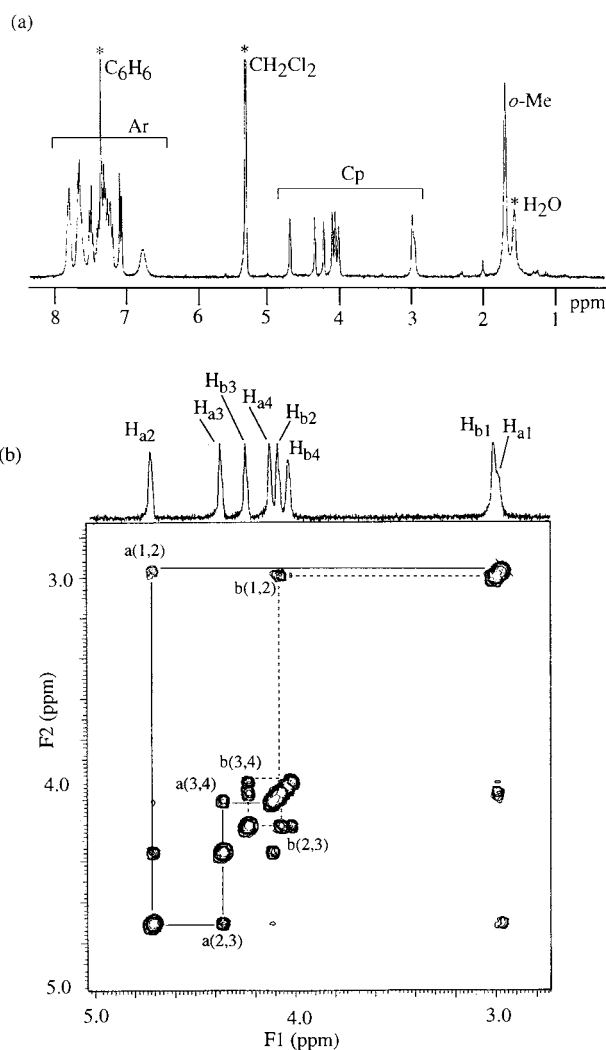 (a)
* C6H6
* CH2Cl2
o-Me
* H2O
Ar
Cp
8 7 6 5 4 3 2 1 ppm
(b)
Ha2 Ha3 Hb3 Ha4 Hb2 Hb4 Hb1 Ha1
a(1,2)
b(1,2)
b(3,4)
a(3,4)
b(2,3)
a(2,3)
3.0
4.0
5.0
F2 (ppm)
5.0 4.0 3.0
F1 (ppm)